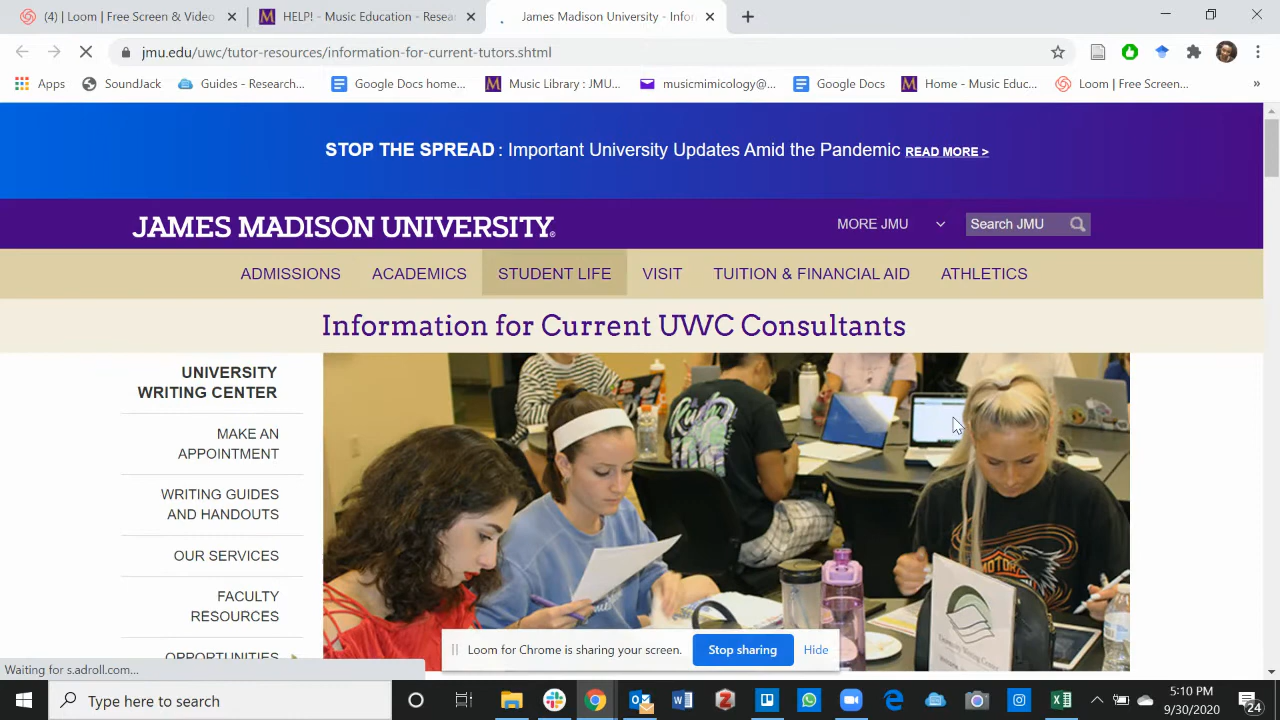 (4) | Loom | Free Screen & Video
HELP! - Music Education - Resea
James Madison University - Infor
jmu.edu/uwc/tutor-resources/information-for-current-tutors.shtml
Apps
SoundJack
Guides - Research...
Google Docs home...
Music Library : JMU...
musicmimicology@...
Google Docs
Home - Music Educ...
Loom | Free Screen...
»
STOP THE SPREAD : Important University Updates Amid the Pandemic READ MORE >
JAMES MADISON UNIVERSITY®
MORE JMU
Search JMU
ADMISSIONS
ACADEMICS
STUDENT LIFE
VISIT
TUITION & FINANCIAL AID
ATHLETICS
Information for Current UWC Consultants
UNIVERSITY
WRITING CENTER
MAKE AN
APPOINTMENT
WRITING GUIDES
AND HANDOUTS
OUR SERVICES
FACULTY
RESOURCES
OPPORTUNITIES
Loom for Chrome is sharing your screen.
Stop sharing
Hide
Waiting for s.adroll.com...
Type here to search
5:10 PM
9/30/2020
24